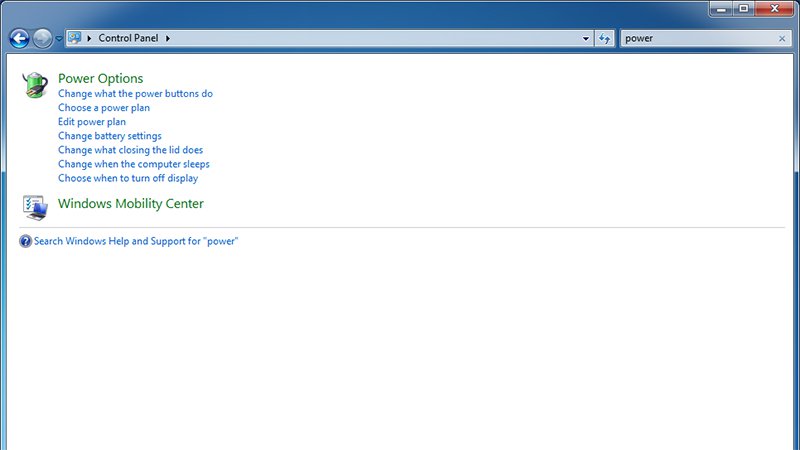 Control Panel
power
Power Options
Change what the power buttons do
Choose a power plan
Edit power plan
Change battery settings
Change what closing the lid does
Change when the computer sleeps
Choose when to turn off display
Windows Mobility Center
Search Windows Help and Support for "power"